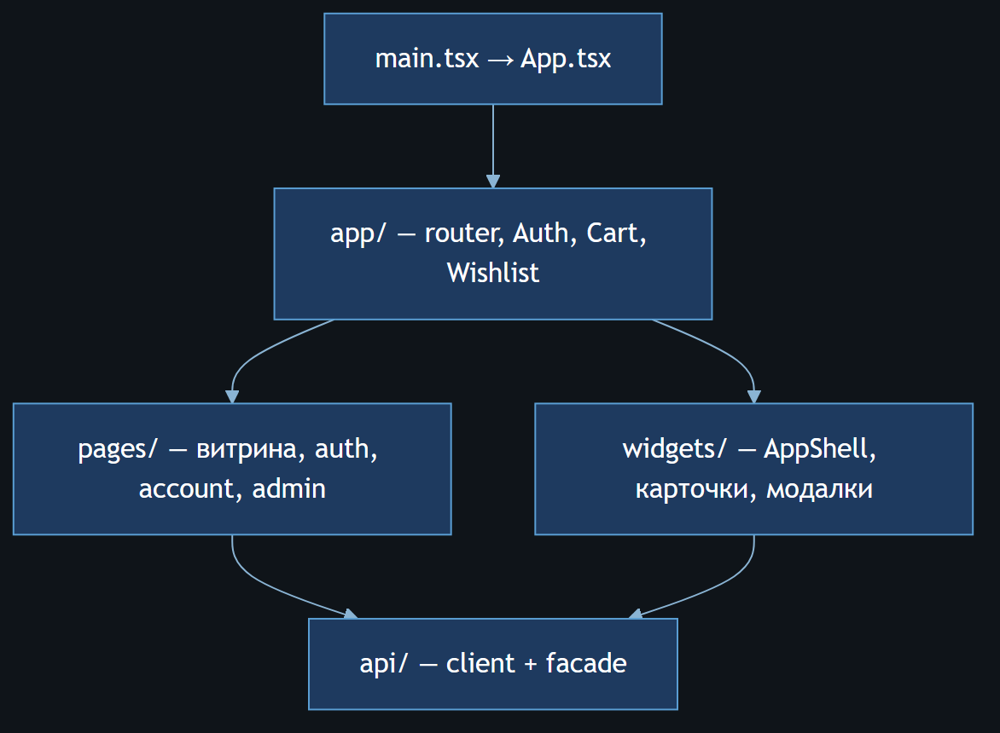 main.tsx → App.tsx
app/ — router, Auth, Cart,
Wishlist
pages/ — витрина, auth,
account, admin
widgets/ — AppShell,
карточки, модалки
api/ — client + facade